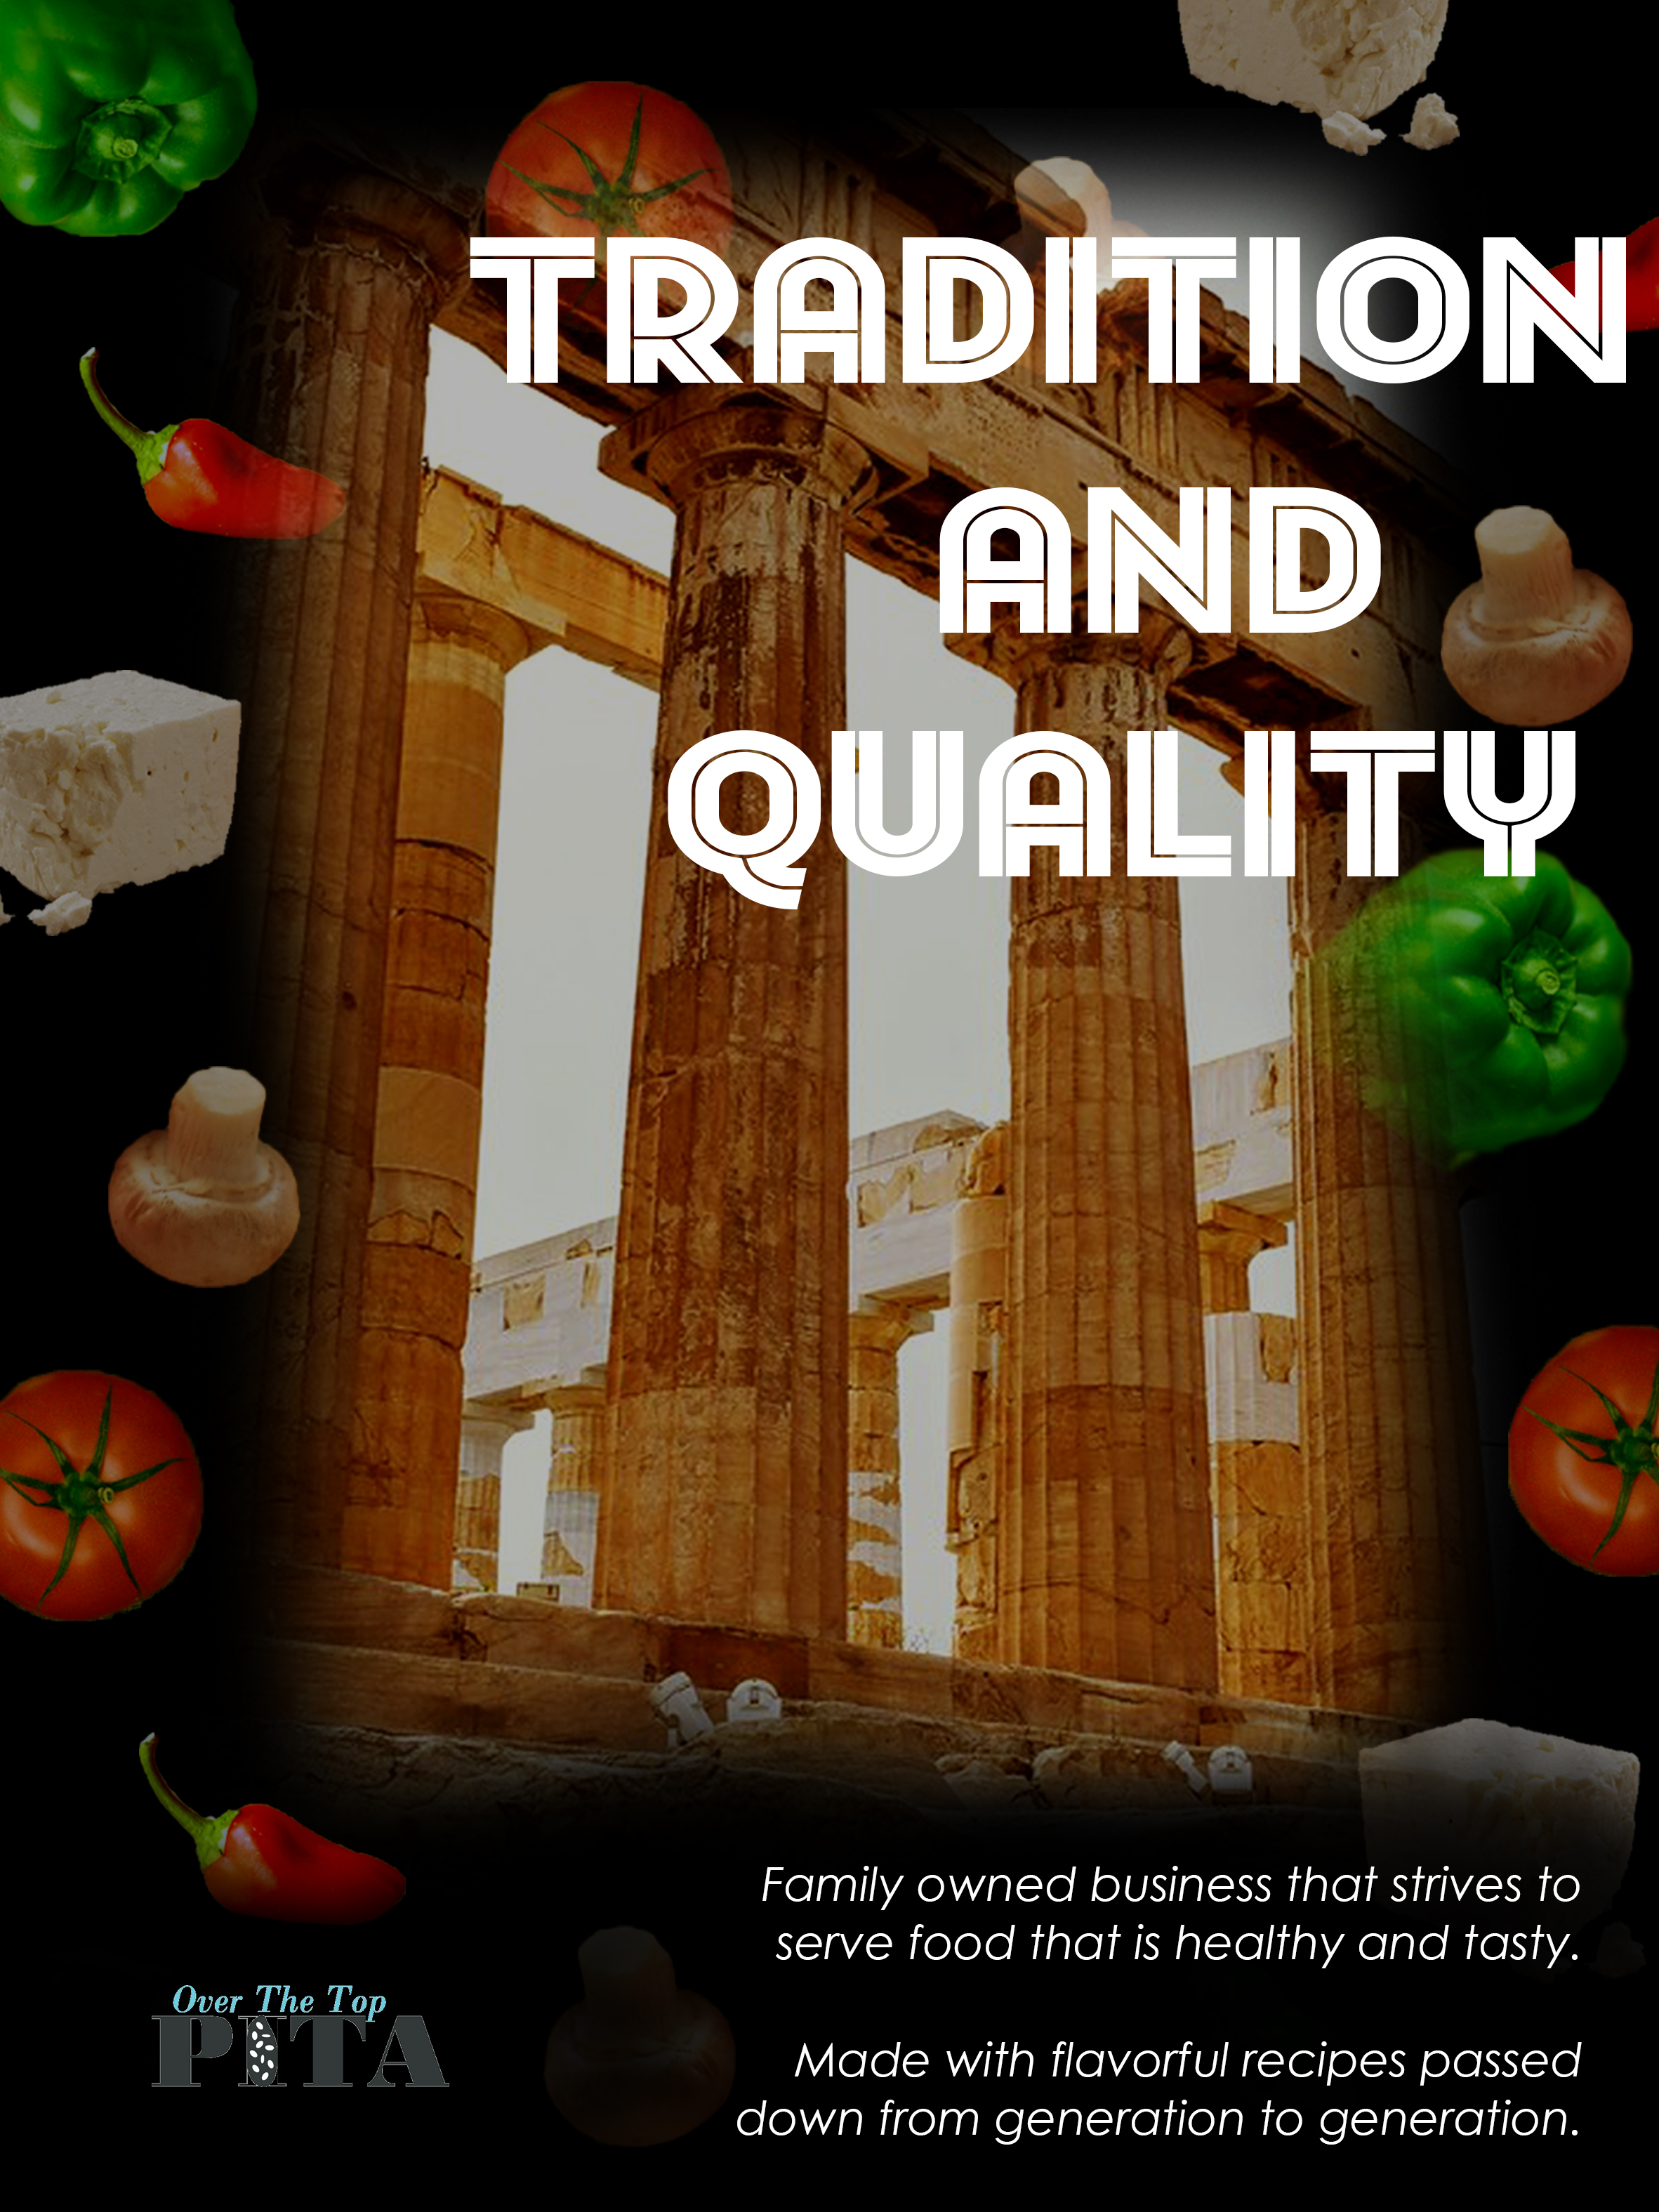 TRADITION
AND
QUALITY
Family owned business that strives to
serve food that is healthy and tasty.
Over The Top
PITA
Made with flavorful recipes passed
down from generation to generation.